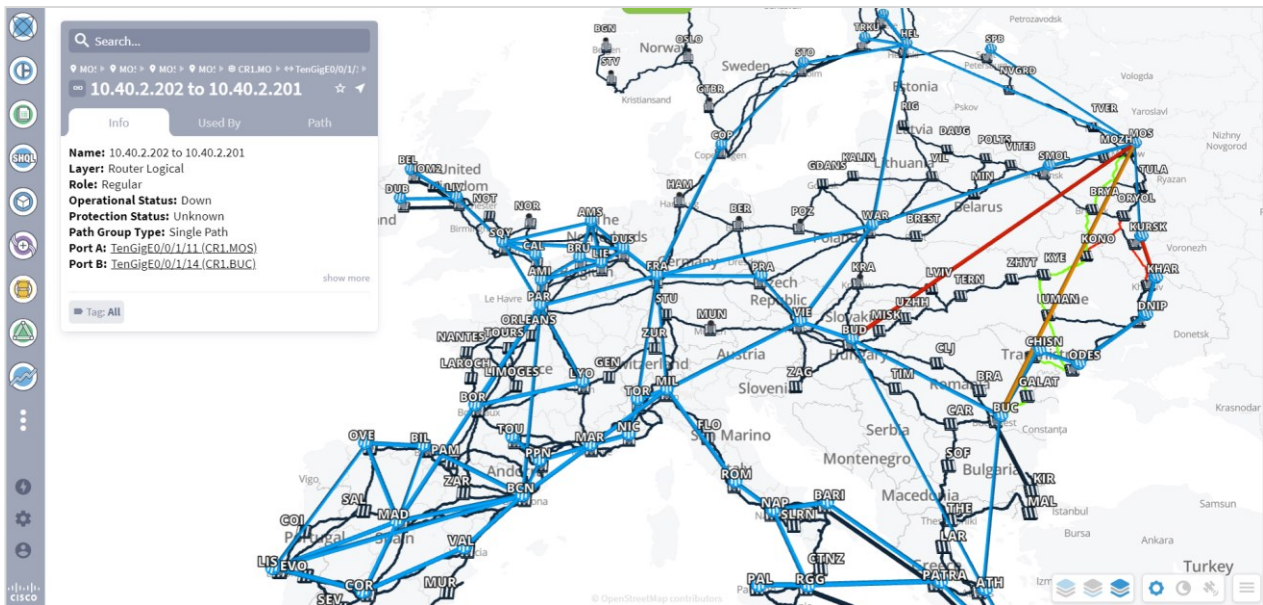 Search...
MO! MO! MO! MO! CR1.MO TenGigE0/0/1/:
10.40.2.202 to 10.40.2.201
Info Used By Path
Name: 10.40.2.202 to 10.40.2.201
Layer: Router Logical
Role: Regular
Operational Status: Down
Protection Status: Unknown
Path Group Type: Single Path
Port A: TenGigE0/0/1/11 (CR1.MOS)
Port B: TenGigE0/0/1/14 (CR1.BUC)
show more
Tag: All
SHQL
CISCO
BGN
OSLO
Norway
STV
Kristiansand
GTBR
Sweden
STO
TRKU
HEL
SPB
Petrozavodsk
NVGRD
Vologda
Estonia
Pskov
TVER
Yaroslavl
RIG
Latvia
DAUG
POLTS
VITEB
MOZH
MOS
Nizhny
Novgorod
COP
Copenhagen
KALIN
Lithuania
GDANS
VIL
SMOL
TULA
Ryazan
BEL
United
DUB
LIV
NOT
NOR
HAM
BER
POZ
MIN
Belarus
BREST
BRYA
ORYOL
AMS
The
CAL
BRU
LIE
DUS
WAR
KONO
KURSK
Voronezh
AMI
FRA
Germany
PRA
Czech
Republic
KRA
LVIV
TERN
ZHYT
KYE
KHAR
Le Havre
PAR
STU
UZHH
MISK
Slovakia
UMAN
DNIP
Donetsk
ORLEANS
TOURS
NANTES
MUN
VIE
BUD
Hungary
CHISN
ODES
LAROCH
LIMOGES
ZUR
GEN
Austria
CLJ
LYO
ZAG
TIM
BRA
Romania
GALAT
BOR
TOR
MIL
CAR
BUC
Constanța
Krasnodar
OVE
BIL
PAM
TOU
MAR
NIC
FLO
San Marino
Serbia
SOF
Bulgaria
Vigo
PPN
ZAR
BCN
ROM
Montenegro
KIR
MAL
SAL
MAD
Spain
NAP
BARI
Macedonia
THE
Istanbul
Samsun
COI
Portugal
SLRN
LAR
Bursa
Ankara
LIS
EVO
VAL
CTNZ
Greece
COR
MUR
SEV
PAL
RGG
PATRA
ATH
Turkey
© OpenStreetMap contributors